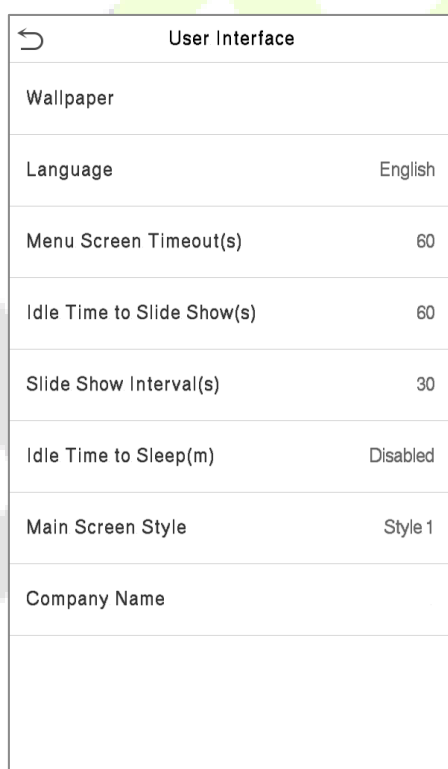 User Interface
Wallpaper
Language English
Menu Screen Timeout(s) 60
Idle Time to Slide Show(s) 60
Slide Show Interval(s) 30
Idle Time to Sleep(m) Disabled
Main Screen Style Style 1
Company Name